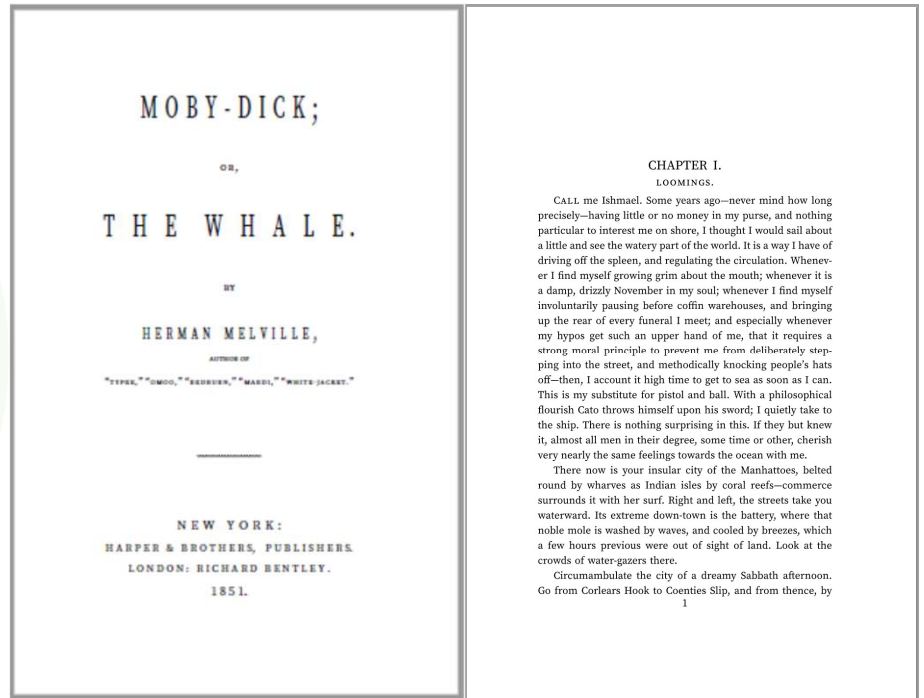 MOBY-DICK;
OR,
THE WHALE.
BY
HERMAN MELVILLE,
AUTHOR OF
"TYPEE," "OMOO," "REDBURN," "MARDI," "WHITE-JACKET."
NEW YORK:
HARPER & BROTHERS, PUBLISHERS.
LONDON: RICHARD BENTLEY.
1851.
CHAPTER I.
LOOMINGS.
CALL me Ishmael. Some years ago—never mind how long
precisely—having little or no money in my purse, and nothing
particular to interest me on shore, I thought I would sail about
a little and see the watery part of the world. It is a way I have of
driving off the spleen, and regulating the circulation. Whenev-
er I find myself growing grim about the mouth; whenever it is
a damp, drizzly November in my soul; whenever I find myself
involuntarily pausing before coffin warehouses, and bringing
up the rear of every funeral I meet; and especially whenever
my hypos get such an upper hand of me, that it requires a
strong moral principle to prevent me from deliberately step-
ping into the street, and methodically knocking people's hats
off—then, I account it high time to get to sea as soon as I can.
This is my substitute for pistol and ball. With a philosophical
flourish Cato throws himself upon his sword; I quietly take to
the ship. There is nothing surprising in this. If they but knew
it, almost all men in their degree, some time or other, cherish
very nearly the same feelings towards the ocean with me.
There now is your insular city of the Manhattoes, belted
round by wharves as Indian isles by coral reefs—commerce
surrounds it with her surf. Right and left, the streets take you
waterward. Its extreme down-town is the battery, where that
noble mole is washed by waves, and cooled by breezes, which
a few hours previous were out of sight of land. Look at the
crowds of water-gazers there.
Circumambulate the city of a dreamy Sabbath afternoon.
Go from Corlears Hook to Coenties Slip, and from thence, by
1